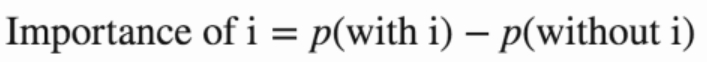 Importance of i = p(with i) − p(without i)